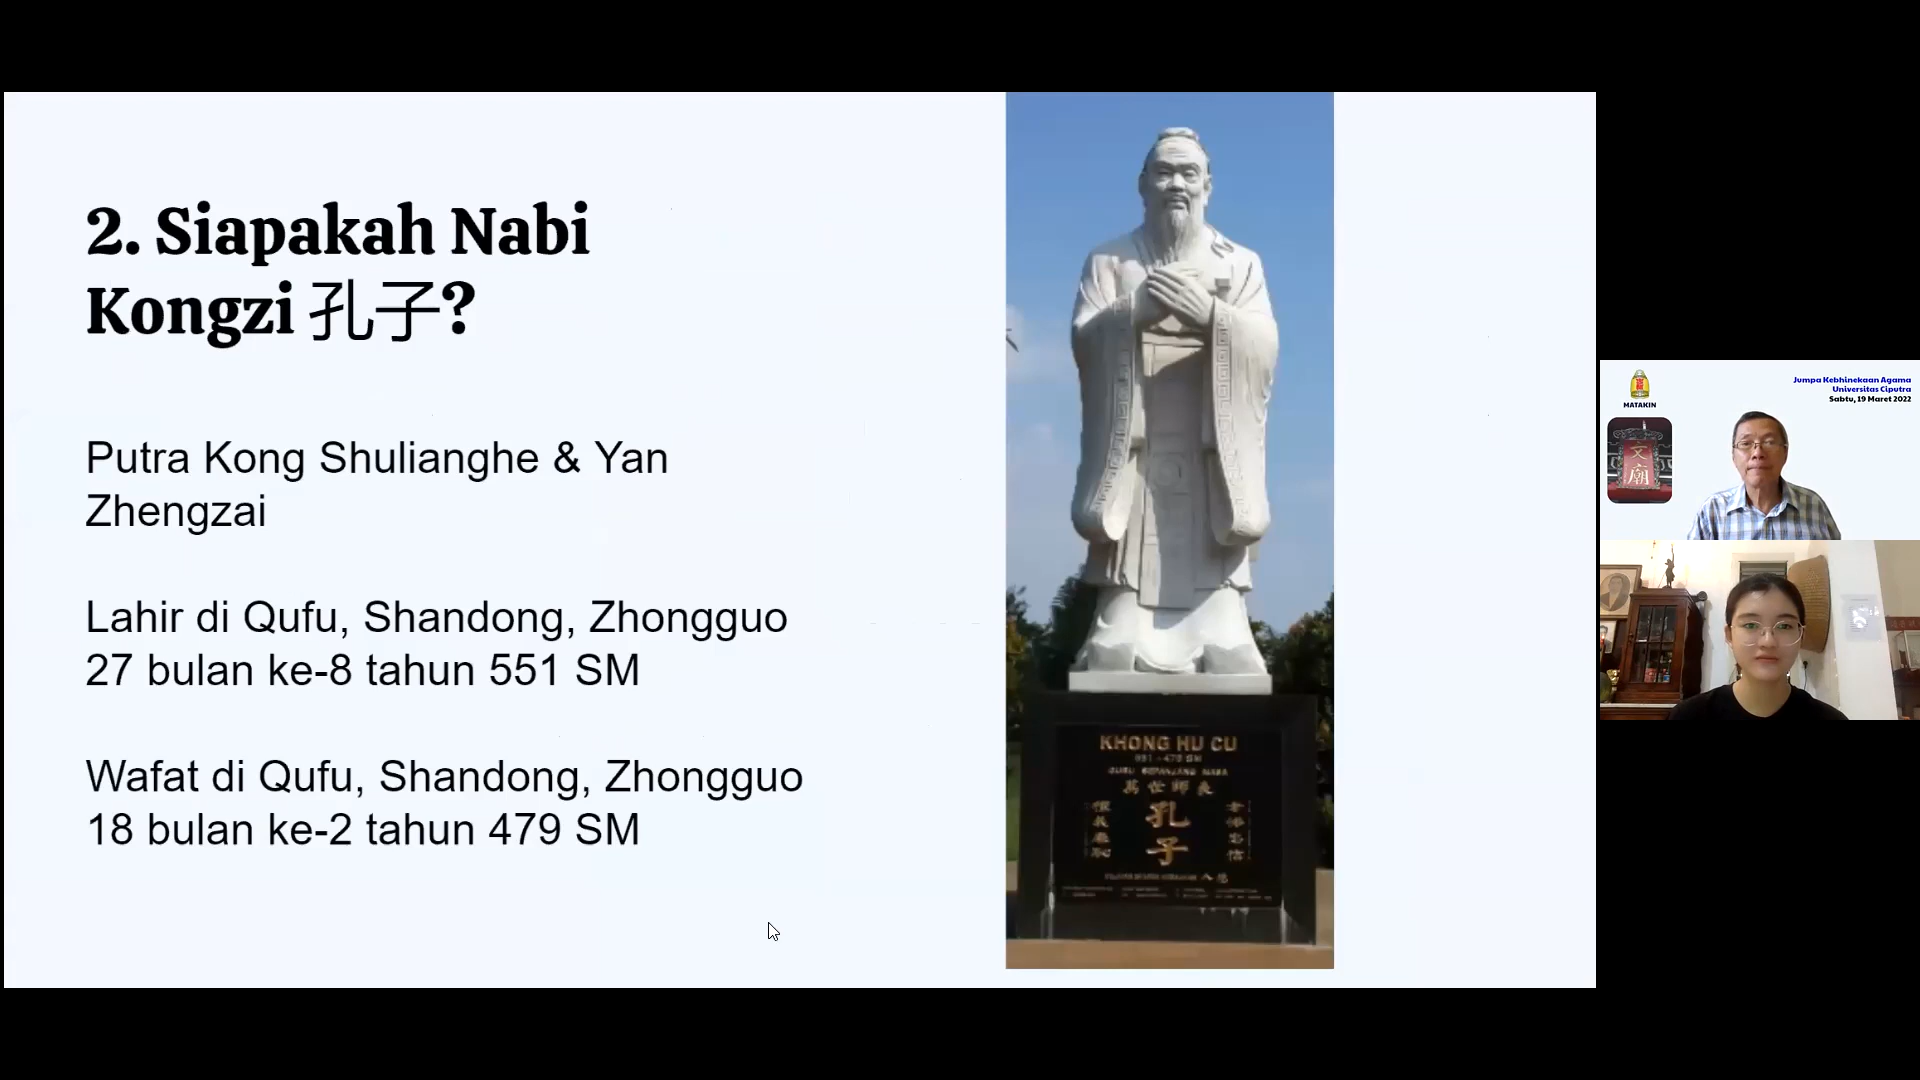 2. Siapakah Nabi
Kongzi 孔子?
Putra Kong Shulianghe & Yan
Zhengzai
Lahir di Qufu, Shandong, Zhongguo
27 bulan ke-8 tahun 551 SM
Wafat di Qufu, Shandong, Zhongguo
18 bulan ke-2 tahun 479 SM
KHONG HU CU
551 - 479 SM
GURU SEPANJANG MASA
萬世師表
孔
子
八德
MATAKIN
Jumpa Kebhinekaan Agama
Universitas Ciputra
Sabtu, 19 Maret 2022
文
廟